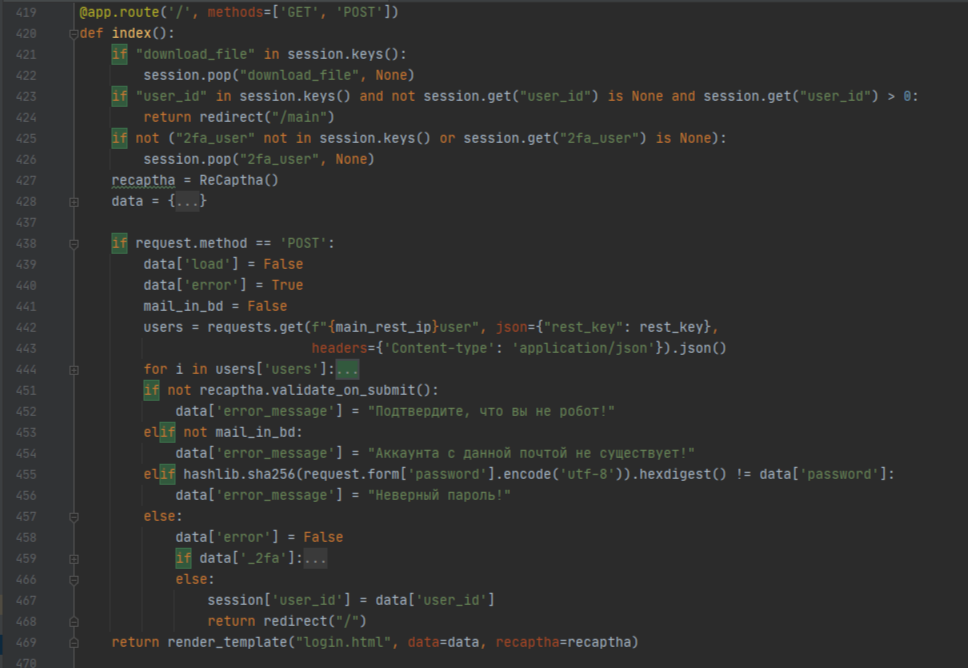 419 @app.route('/', methods=['GET', 'POST'])
420 def index():
421 if "download_file" in session.keys():
422 session.pop("download_file", None)
423 if "user_id" in session.keys() and not session.get("user_id") is None and session.get("user_id") > 0:
424 return redirect("/main")
425 if not ("2fa_user" not in session.keys() or session.get("2fa_user") is None):
426 session.pop("2fa_user", None)
427 recaptha = ReCaptha()
428 data = {...}
437
438 if request.method == 'POST':
439 data['load'] = False
440 data['error'] = True
441 mail_in_bd = False
442 users = requests.get(f"{main_rest_ip}user", json={"rest_key": rest_key},
443 headers={'Content-type': 'application/json'}).json()
444 for i in users['users']:...
451 if not recaptha.validate_on_submit():
452 data['error_message'] = "Подтвердите, что вы не робот!"
453 elif not mail_in_bd:
454 data['error_message'] = "Аккаунта с данной почтой не существует!"
455 elif hashlib.sha256(request.form['password'].encode('utf-8')).hexdigest() != data['password']:
456 data['error_message'] = "Неверный пароль!"
457 else:
458 data['error'] = False
459 if data['_2fa']:...
466 else:
467 session['user_id'] = data['user_id']
468 return redirect("/")
469 return render_template("login.html", data=data, recaptha=recaptha)
470